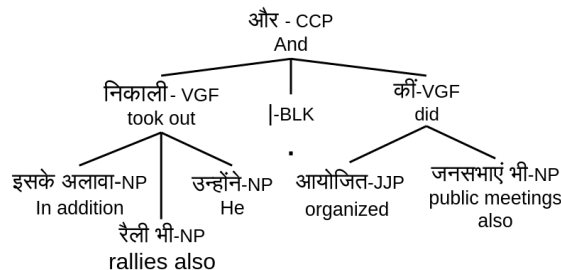 और - CCP
And
निकाली- VGF
took out
|-BLK
.
कीं-VGF
did
इसके अलावा-NP
In addition
रैली भी-NP
rallies also
उन्होंने-NP
He
आयोजित-JJP
organized
जनसभाएं भी-NP
public meetings
also